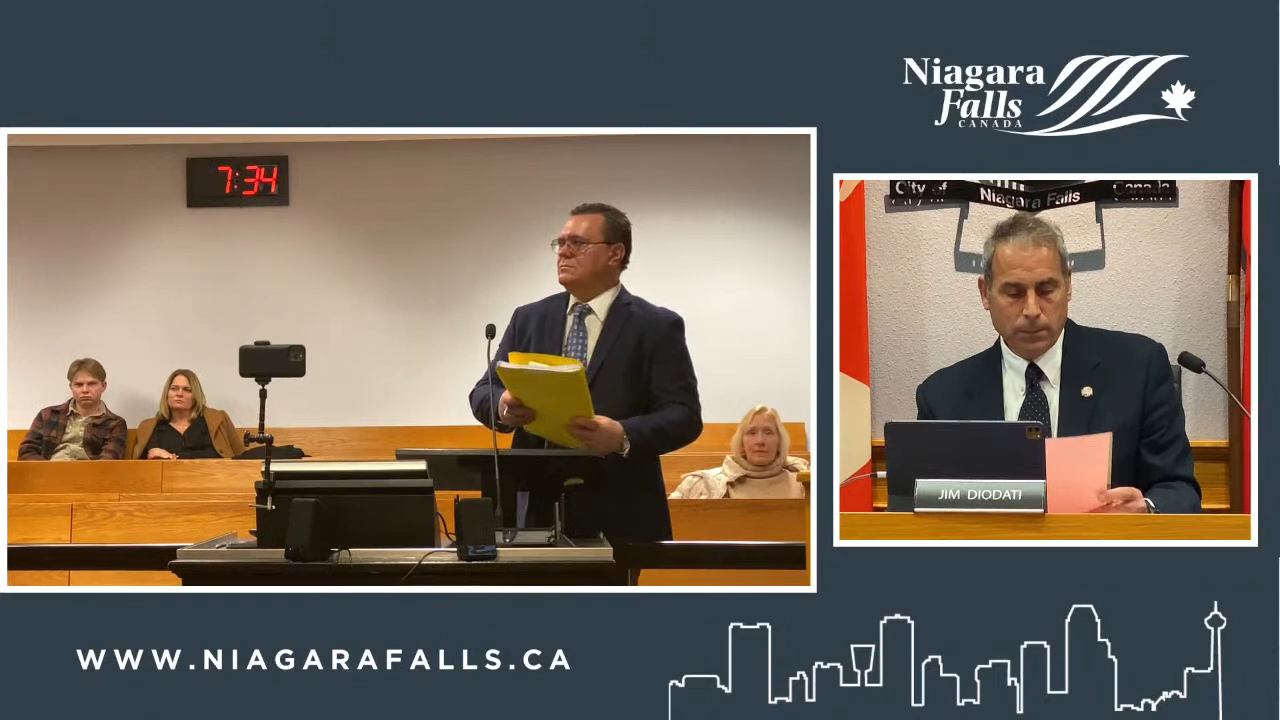 Niagara
Falls
CANADA
7:34
City of
Niagara Falls
Canada
JIM DIODATI
WWW.NIAGARAFALLS.CA